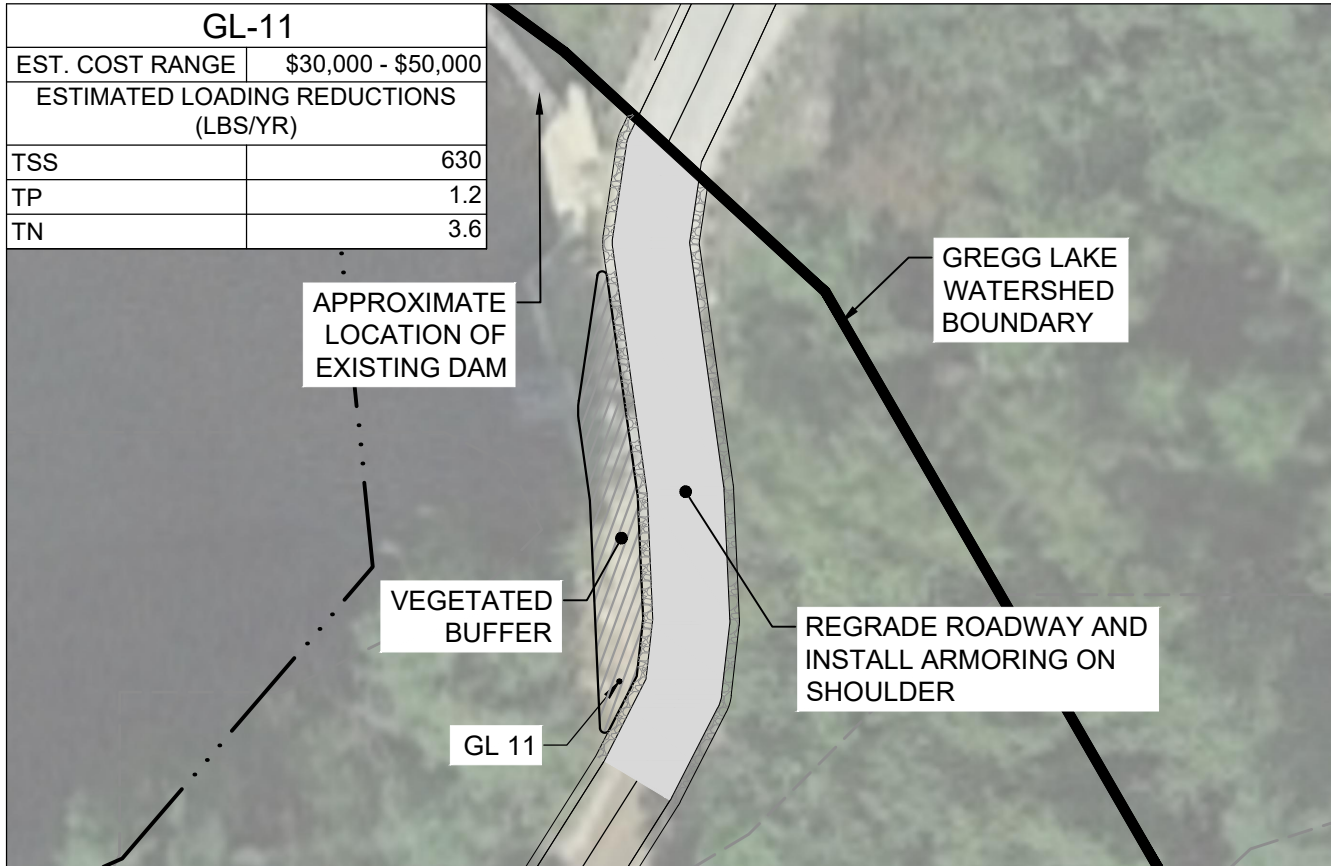 GL-11
EST. COST RANGE $30,000 - $50,000
ESTIMATED LOADING REDUCTIONS
(LBS/YR)
TSS 630
TP 1.2
TN 3.6
APPROXIMATE
LOCATION OF
EXISTING DAM
GREGG LAKE
WATERSHED
BOUNDARY
VEGETATED
BUFFER
REGRADE ROADWAY AND
INSTALL ARMORING ON
SHOULDER
GL 11